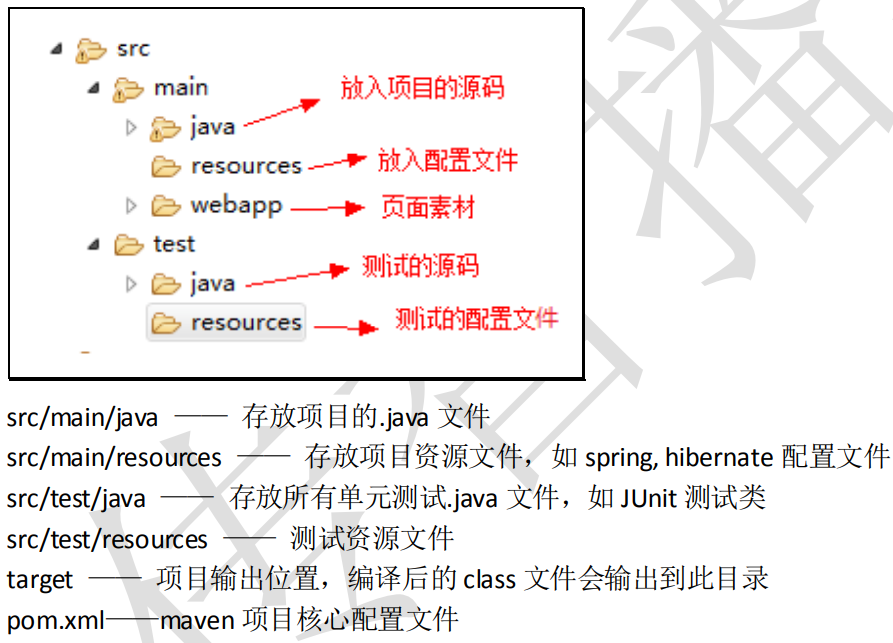 src
main
放入项目的源码
java
resources
放入配置文件
webapp
页面素材
test
java
测试的源码
resources
测试的配置文件
src/main/java —— 存放项目的.java 文件
src/main/resources —— 存放项目资源文件，如 spring, hibernate 配置文件
src/test/java —— 存放所有单元测试.java 文件，如 JUnit 测试类
src/test/resources —— 测试资源文件
target —— 项目输出位置，编译后的 class 文件会输出到此目录
pom.xml——maven 项目核心配置文件
传智播